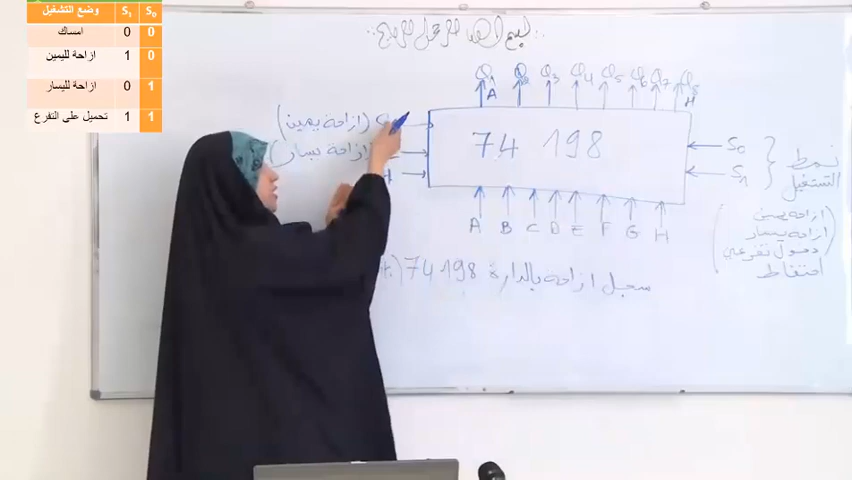 وضع التشغيل S₁ S₀
امساك 0 0
ازاحة لليمين 1 0
ازاحة لليسار 0 1
تحميل على التفرع 1 1
Q₃ Q₄ Q₅ Q₆ Q₇ Q₈
A H
(ازاحة يمين)
ازاحة يسار)
74 198
S₀
S₁
نمط
التشغيل
A B C D E F G H
ازاحة يمين
ازاحة يسار
دخول تفرعي
احتفاظ
سجل ازاحة بالدارة 74198